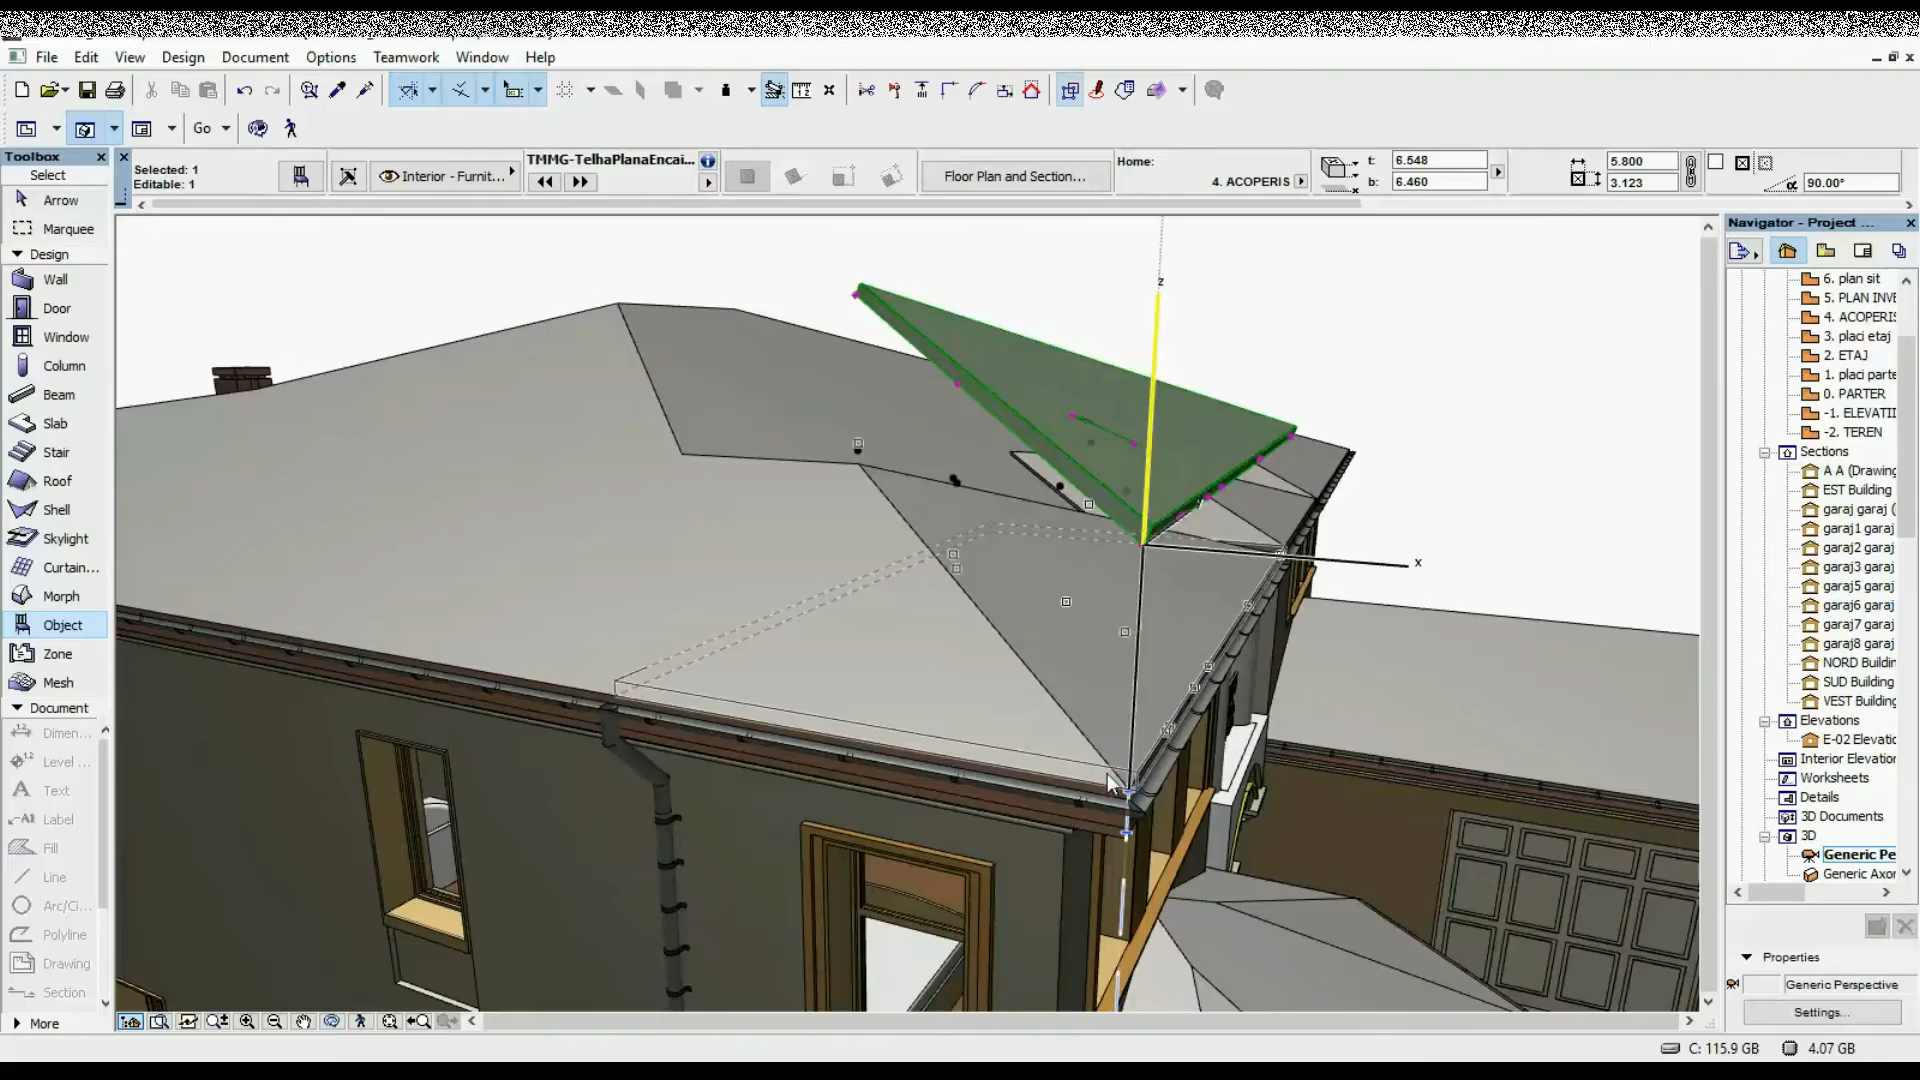 File Edit View Design Document Options Teamwork Window Help
Go
Toolbox
Select
Arrow
Marquee
Design
Wall
Door
Window
Column
Beam
Slab
Stair
Roof
Shell
Skylight
Curtain...
Morph
Object
Zone
Mesh
Document
Dimen...
Level ...
Text
Label
Fill
Line
Arc/Ci...
Polyline
Drawing
Section
More
Selected: 1
Editable: 1
Interior - Furnit...
TMMG-TelhaPlanaEncai...
Floor Plan and Section...
Home:
4. ACOPERIS
t: 6.548
b: 6.460
5.800
3.123
α 90.00°
z
x
Navigator - Project ...
6. plan sit
5. PLAN INVE
4. ACOPERIS
3. placi etaj
2. ETAJ
1. placi parte
0. PARTER
-1. ELEVATII
-2. TEREN
Sections
A A (Drawing
EST Building
garaj garaj (
garaj1 garaj
garaj2 garaj
garaj3 garaj
garaj5 garaj
garaj6 garaj
garaj7 garaj
garaj8 garaj
NORD Buildin
SUD Building
VEST Building
Elevations
E-02 Elevatic
Interior Elevation
Worksheets
Details
3D Documents
3D
Generic Pe
Generic Axor
Properties
Generic Perspective
Settings...
C: 115.9 GB
4.07 GB